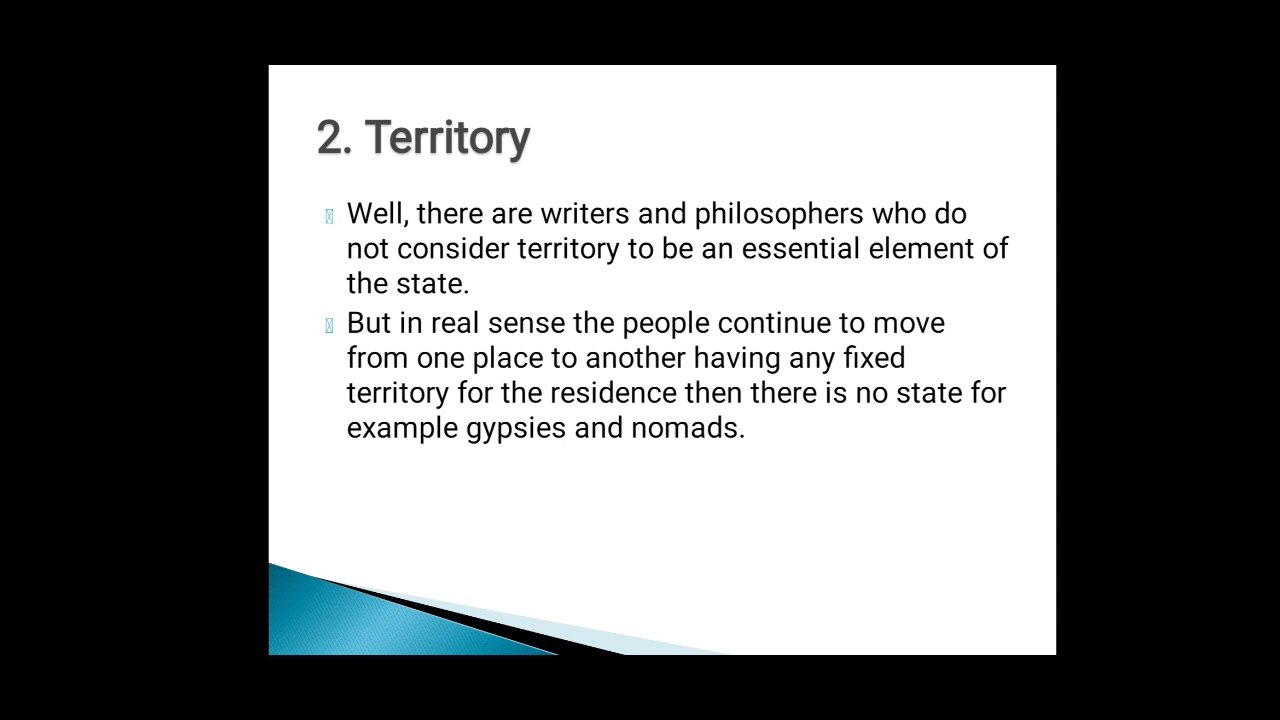 2. Territory
Well, there are writers and philosophers who do
not consider territory to be an essential element of
the state.
But in real sense the people continue to move
from one place to another having any fixed
territory for the residence then there is no state for
example gypsies and nomads.